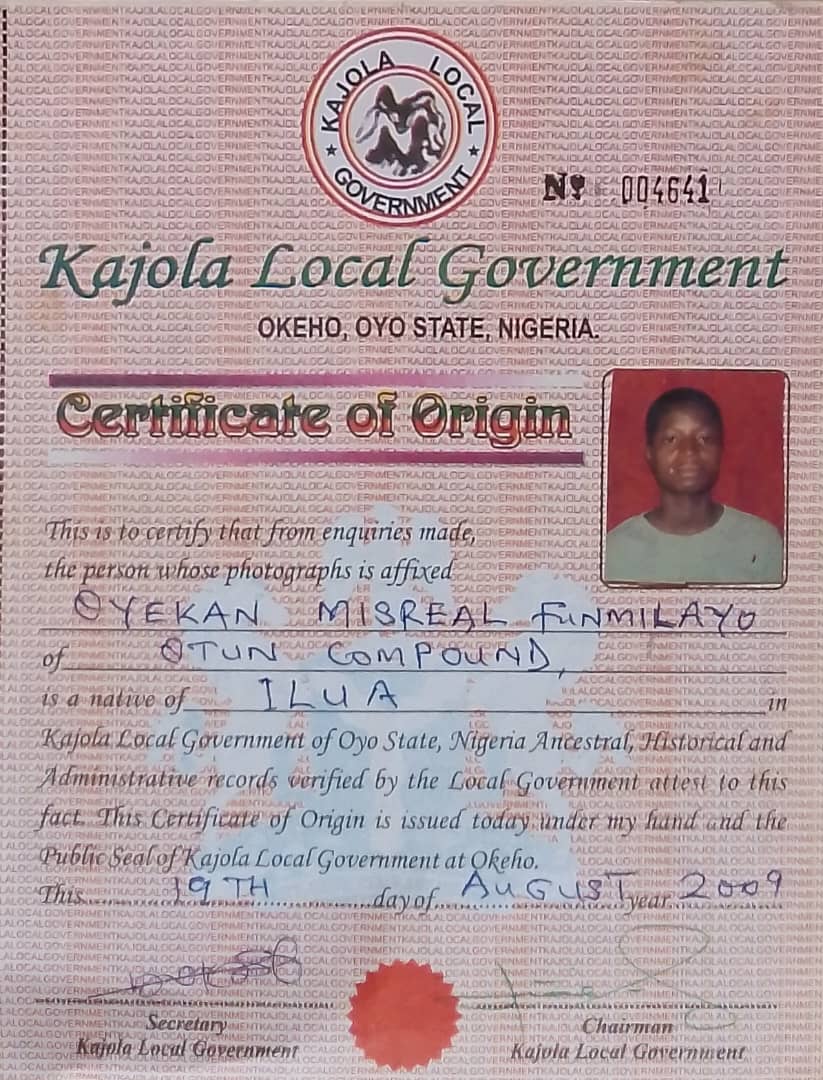 KAJOLA LOCAL GOVERNMENT
Nº 004641
Kajola Local Government
OKEHO, OYO STATE, NIGERIA.
Certificate of Origin
This is to certify that from enquiries made,
the person whose photographs is affixed
OYEKAN MISREAL FUNMILAYO
of OTUN COMPOUND,
is a native of ILUA in
Kajola Local Government of Oyo State, Nigeria Ancestral, Historical and
Administrative records verified by the Local Government attest to this
fact. This Certificate of Origin is issued today under my hand and the
Public Seal of Kajola Local Government at Okeho.
This 19TH day of AUGUST year 2009
Secretary Chairman
Kajola Local Government Kajola Local Government